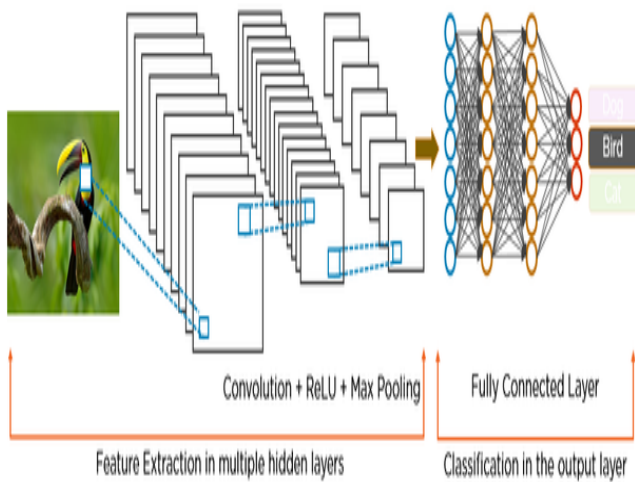 Dog
Bird
Cat
Convolution + ReLU + Max Pooling
Fully Connected Layer
Feature Extraction in multiple hidden layers
Classification in the output layer